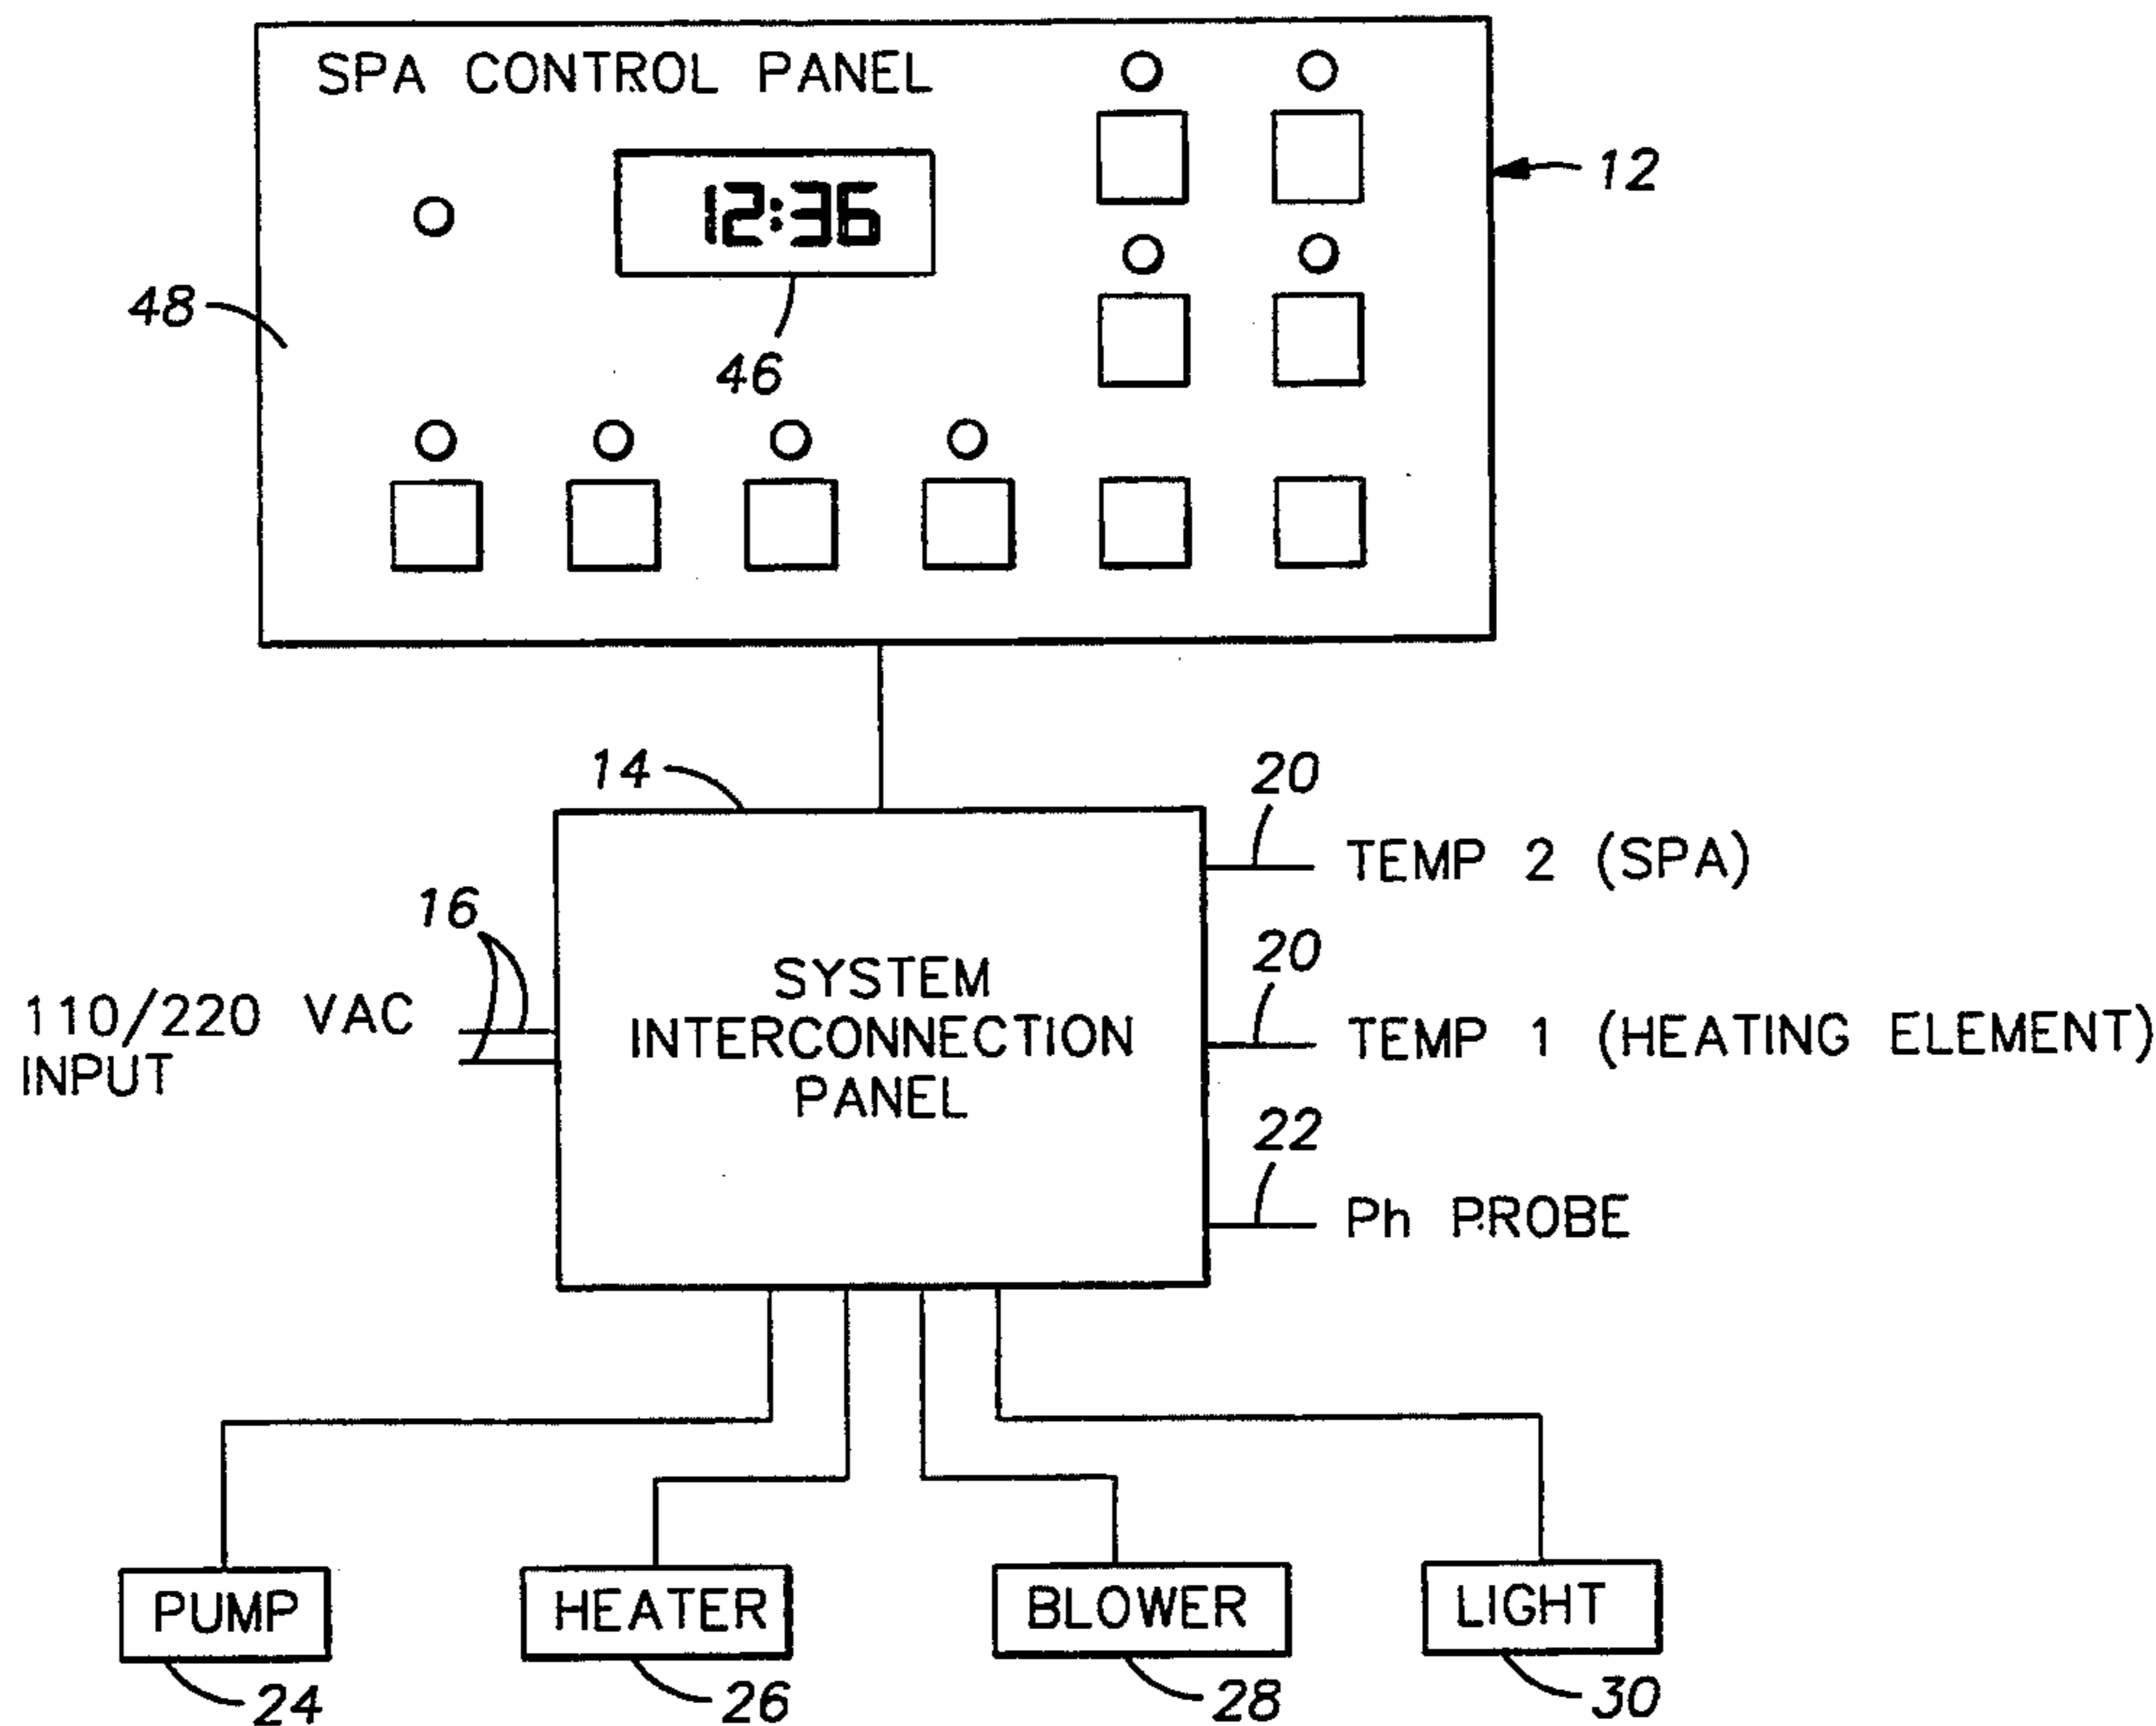 SPA CONTROL PANEL
12
12:36
48
46
14
20
TEMP 2 (SPA)
16
20
110/220 VAC
INPUT
SYSTEM
INTERCONNECTION
PANEL
TEMP 1 (HEATING ELEMENT)
22
Ph PROBE
PUMP
HEATER
BLOWER
LIGHT
24
26
28
30